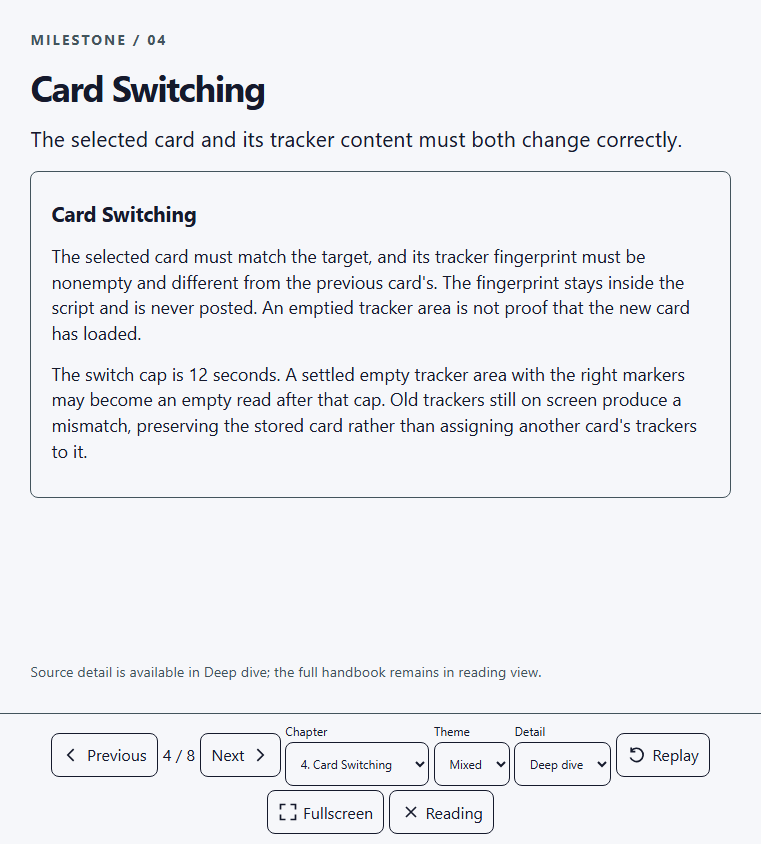 MILESTONE / 04
Card Switching
The selected card and its tracker content must both change correctly.
Card Switching
The selected card must match the target, and its tracker fingerprint must be
nonempty and different from the previous card's. The fingerprint stays inside the
script and is never posted. An emptied tracker area is not proof that the new card
has loaded.
The switch cap is 12 seconds. A settled empty tracker area with the right markers
may become an empty read after that cap. Old trackers still on screen produce a
mismatch, preserving the stored card rather than assigning another card's trackers
to it.
Source detail is available in Deep dive; the full handbook remains in reading view.
Chapter Theme Detail
Previous 4 / 8 Next 4. Card Switching Mixed Deep dive Replay
Fullscreen Reading